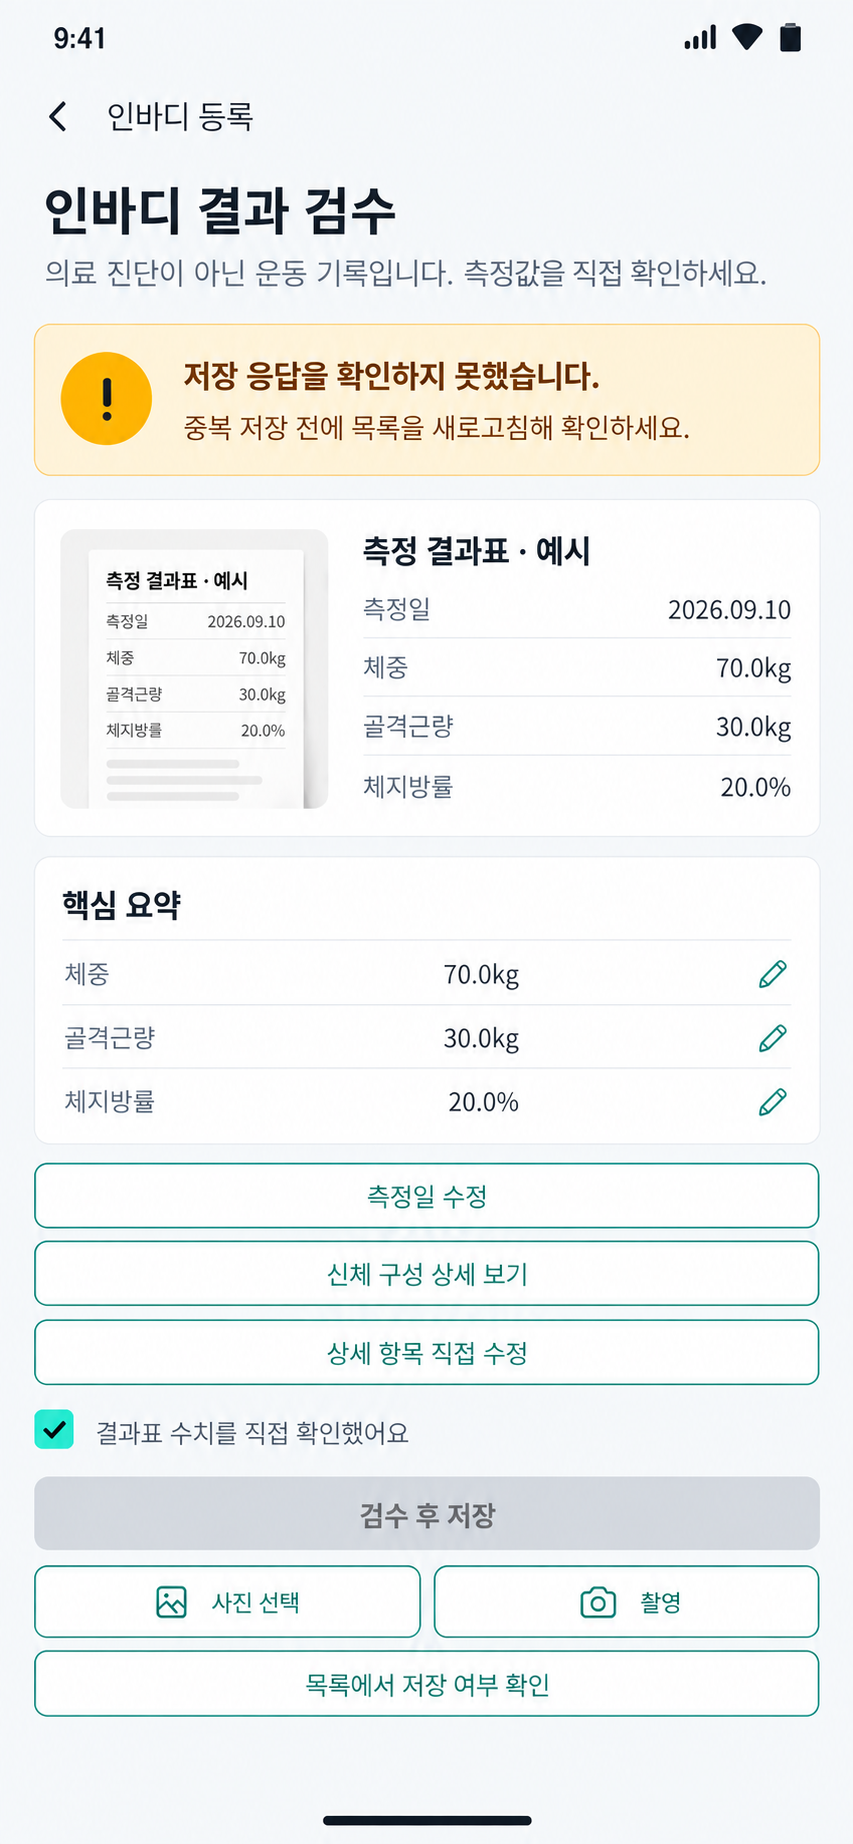 9:41
인바디 등록
인바디 결과 검수
의료 진단이 아닌 운동 기록입니다. 측정값을 직접 확인하세요.
저장 응답을 확인하지 못했습니다.
중복 저장 전에 목록을 새로고침해 확인하세요.
측정 결과표 · 예시
측정일 2026.09.10
체중 70.0kg
골격근량 30.0kg
체지방률 20.0%
측정 결과표 · 예시
측정일 2026.09.10
체중 70.0kg
골격근량 30.0kg
체지방률 20.0%
핵심 요약
체중 70.0kg
골격근량 30.0kg
체지방률 20.0%
측정일 수정
신체 구성 상세 보기
상세 항목 직접 수정
결과표 수치를 직접 확인했어요
검수 후 저장
사진 선택
촬영
목록에서 저장 여부 확인